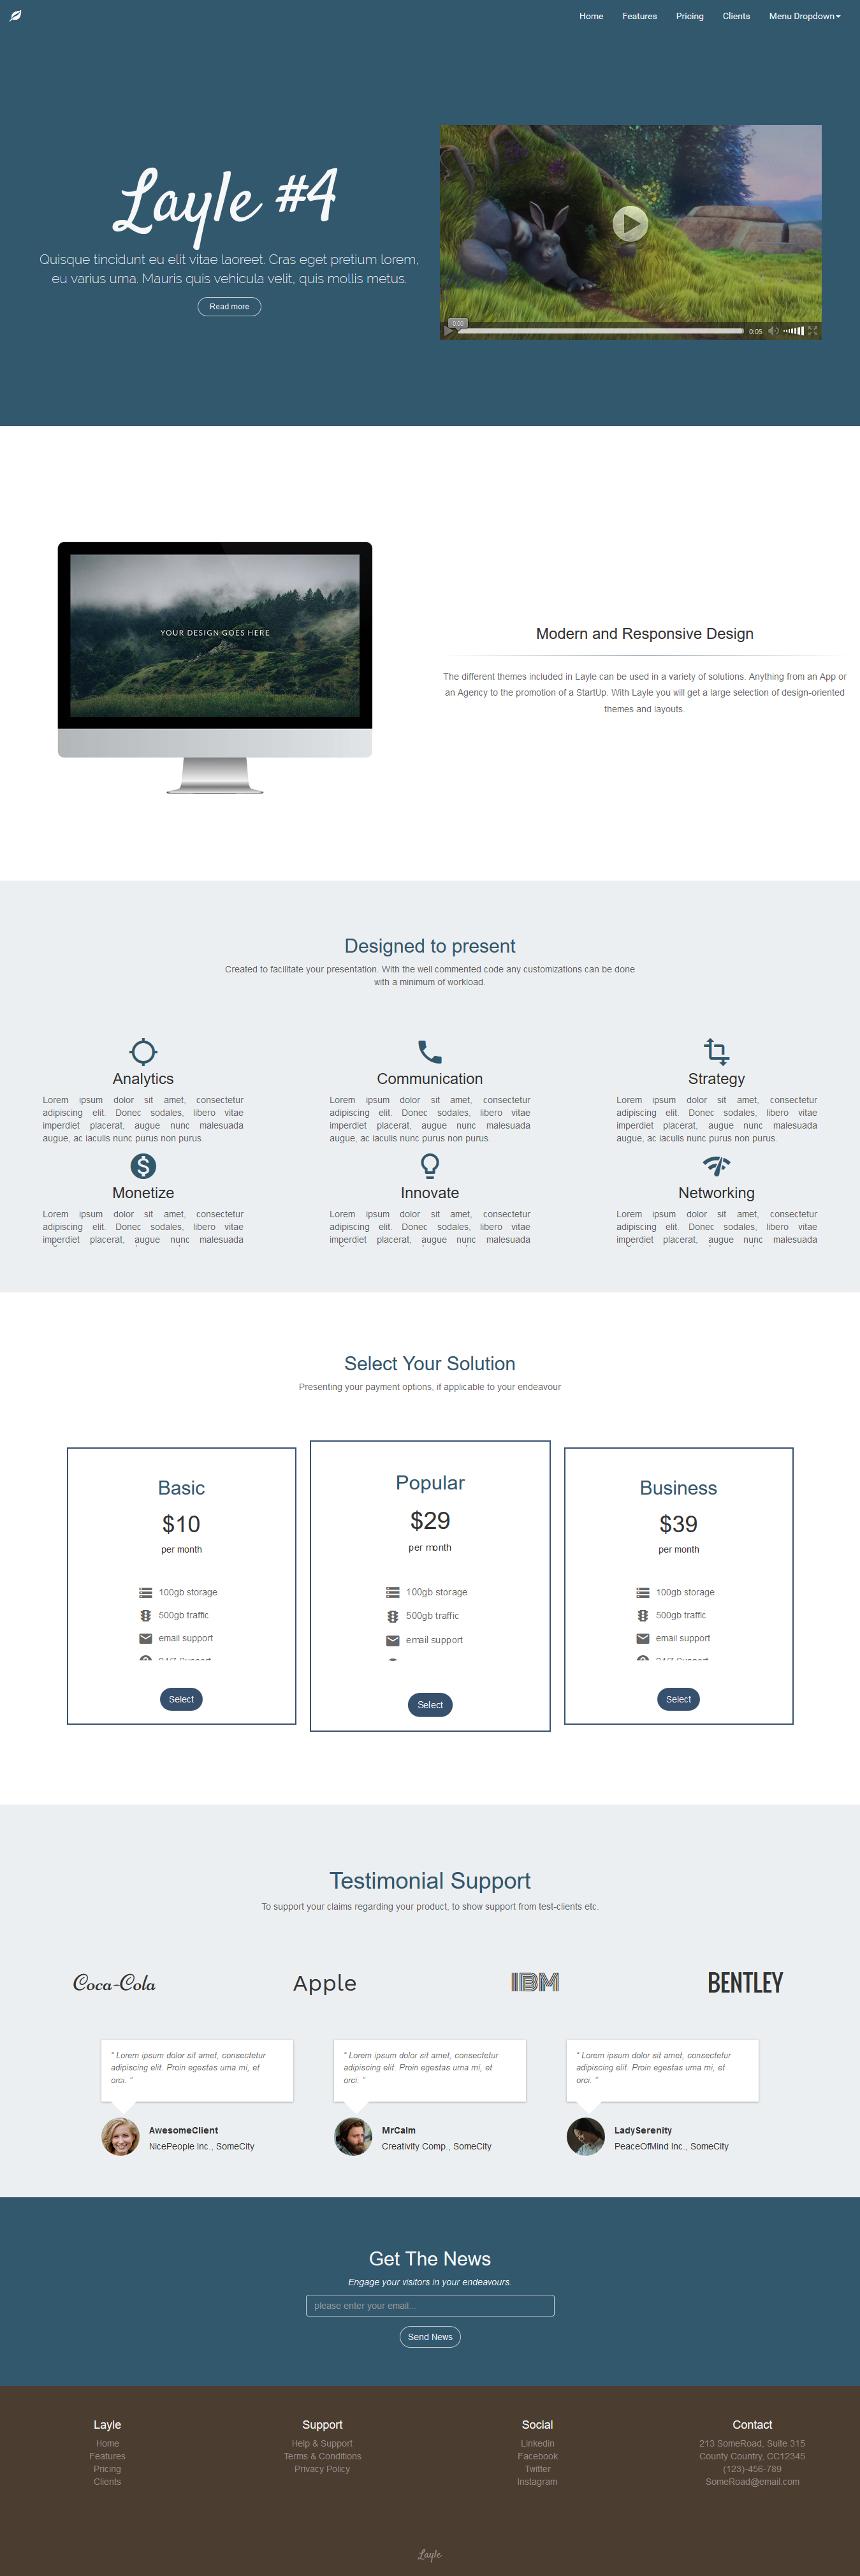 Home Features Pricing Clients Menu Dropdown
Layle #4
Quisque tincidunt eu elit vitae laoreet. Cras eget pretium lorem,
eu varius urna. Mauris quis vehicula velit, quis mollis metus.
Read more
0:00
0:05
YOUR DESIGN GOES HERE
Modern and Responsive Design
The different themes included in Layle can be used in a variety of solutions. Anything from an App or
an Agency to the promotion of a StartUp. With Layle you will get a large selection of design-oriented
themes and layouts.
Designed to present
Created to facilitate your presentation. With the well commented code any customizations can be done
with a minimum of workload.
Analytics
Lorem ipsum dolor sit amet, consectetur
adipiscing elit. Donec sodales, libero vitae
imperdiet placerat, augue nunc malesuada
augue, ac iaculis nunc purus non purus.
Communication
Lorem ipsum dolor sit amet, consectetur
adipiscing elit. Donec sodales, libero vitae
imperdiet placerat, augue nunc malesuada
augue, ac iaculis nunc purus non purus.
Strategy
Lorem ipsum dolor sit amet, consectetur
adipiscing elit. Donec sodales, libero vitae
imperdiet placerat, augue nunc malesuada
augue, ac iaculis nunc purus non purus.
Monetize
Lorem ipsum dolor sit amet, consectetur
adipiscing elit. Donec sodales, libero vitae
imperdiet placerat, augue nunc malesuada
Innovate
Lorem ipsum dolor sit amet, consectetur
adipiscing elit. Donec sodales, libero vitae
imperdiet placerat, augue nunc malesuada
Networking
Lorem ipsum dolor sit amet, consectetur
adipiscing elit. Donec sodales, libero vitae
imperdiet placerat, augue nunc malesuada
Select Your Solution
Presenting your payment options, if applicable to your endeavour
Basic
$10
per month
100gb storage
500gb traffic
email support
24/7 Support
Select
Popular
$29
per month
100gb storage
500gb traffic
email support
Select
Business
$39
per month
100gb storage
500gb traffic
email support
24/7 Support
Select
Testimonial Support
To support your claims regarding your product, to show support from test-clients etc.
Coca-Cola
Apple
IBM
BENTLEY
" Lorem ipsum dolor sit amet, consectetur
adipiscing elit. Proin egestas urna mi, et
orci. "
AwesomeClient
NicePeople Inc., SomeCity
" Lorem ipsum dolor sit amet, consectetur
adipiscing elit. Proin egestas urna mi, et
orci. "
MrCalm
Creativity Comp., SomeCity
" Lorem ipsum dolor sit amet, consectetur
adipiscing elit. Proin egestas urna mi, et
orci. "
LadySerenity
PeaceOfMind Inc., SomeCity
Get The News
Engage your visitors in your endeavours.
please enter your email...
Send News
Layle
Home
Features
Pricing
Clients
Support
Help & Support
Terms & Conditions
Privacy Policy
Social
Linkedin
Facebook
Twitter
Instagram
Contact
213 SomeRoad, Suite 315
County Country, CC12345
(123)-456-789
SomeRoad@email.com
Layle